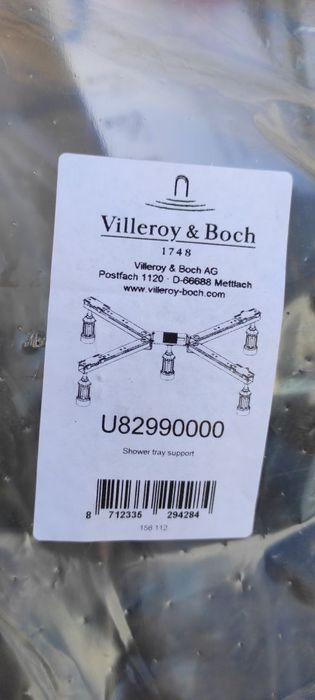 Villeroy & Boch
1748
Villeroy & Boch AG
Postfach 1120 · D-66688 Mettlach
www.villeroy-boch.com
U82990000
Shower tray support
8 712335 294284
156 112